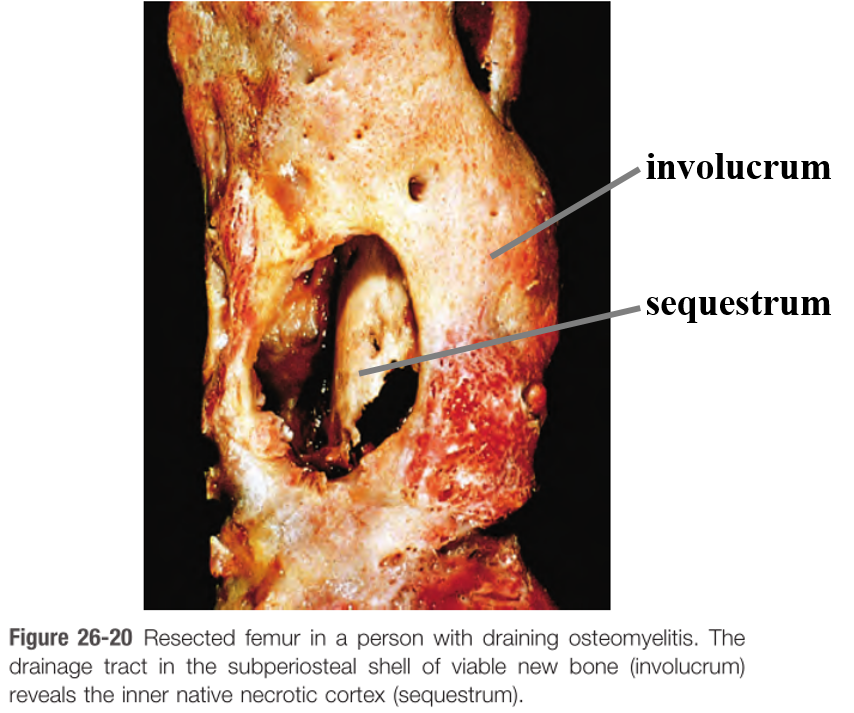 involucrum
sequestrum
Figure 26-20 Resected femur in a person with draining osteomyelitis. The
drainage tract in the subperiosteal shell of viable new bone (involucrum)
reveals the inner native necrotic cortex (sequestrum).